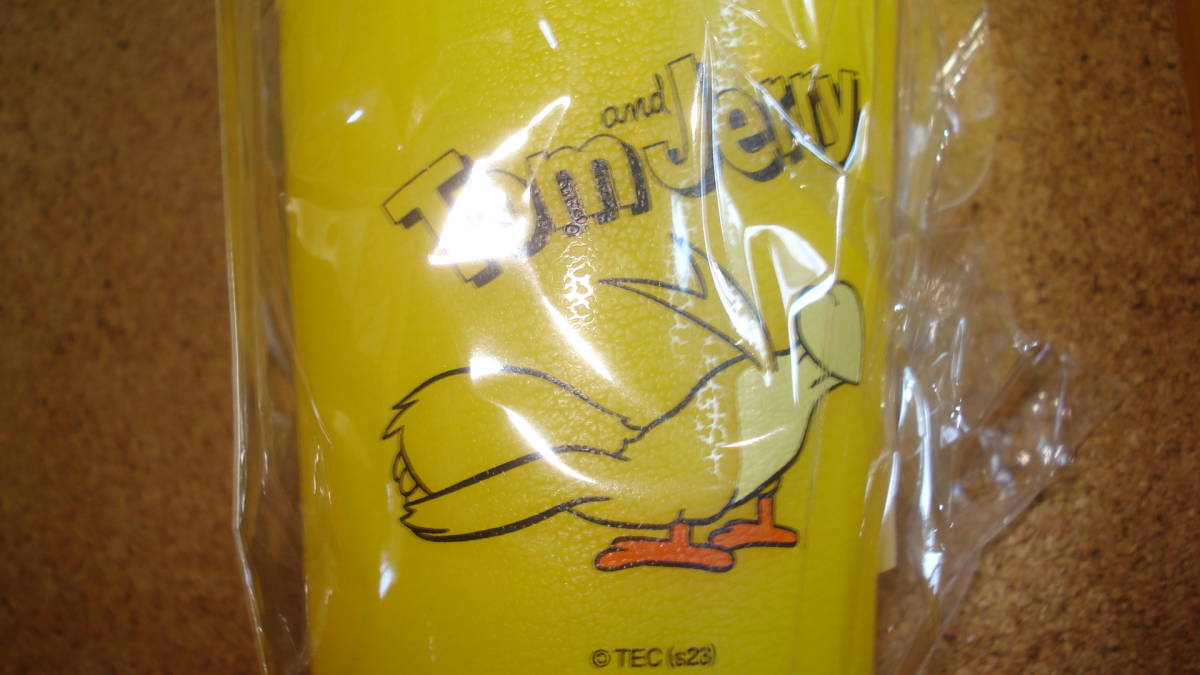 Tom and Jerry
© TEC (s23)